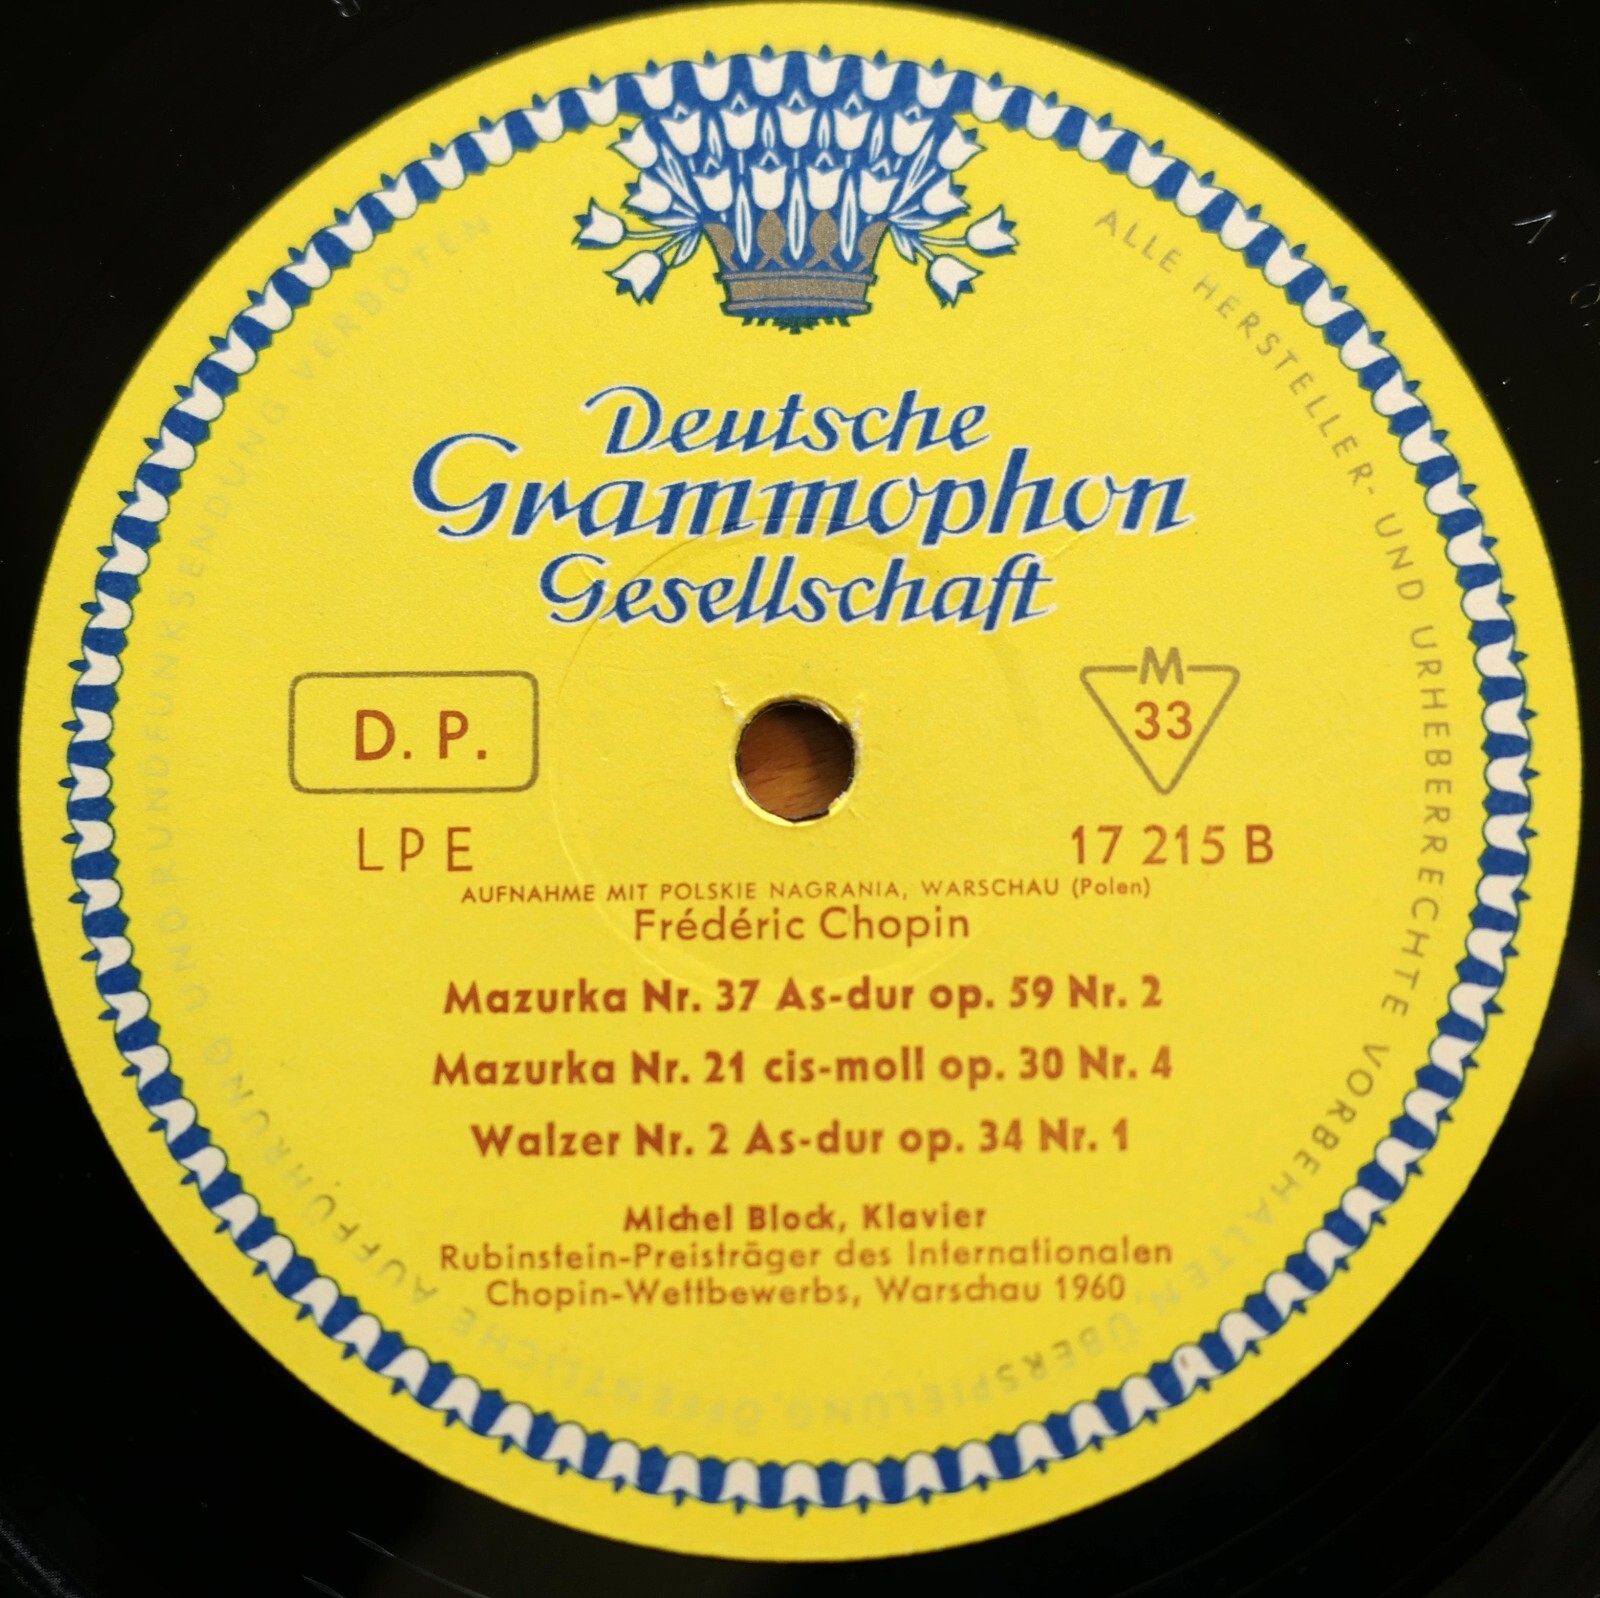 Deutsche
Grammophon
Gesellschaft
D. P.
M
33
LPE
17 215 B
AUFNAHME MIT POLSKIE NAGRANIA, WARSCHAU (Polen)
Frédéric Chopin
Mazurka Nr. 37 As-dur op. 59 Nr. 2
Mazurka Nr. 21 cis-moll op. 30 Nr. 4
Walzer Nr. 2 As-dur op. 34 Nr. 1
Michel Block, Klavier
Rubinstein-Preisträger des Internationalen
Chopin-Wettbewerbs, Warschau 1960
ALLE HERSTELLER- UND URHEBERRECHTE VORBEHALTEN. ÜBERSPIELUNG, ÖFFENTLICHE AUFFÜHRUNG UND RUNDFUNKSENDUNG VERBOTEN